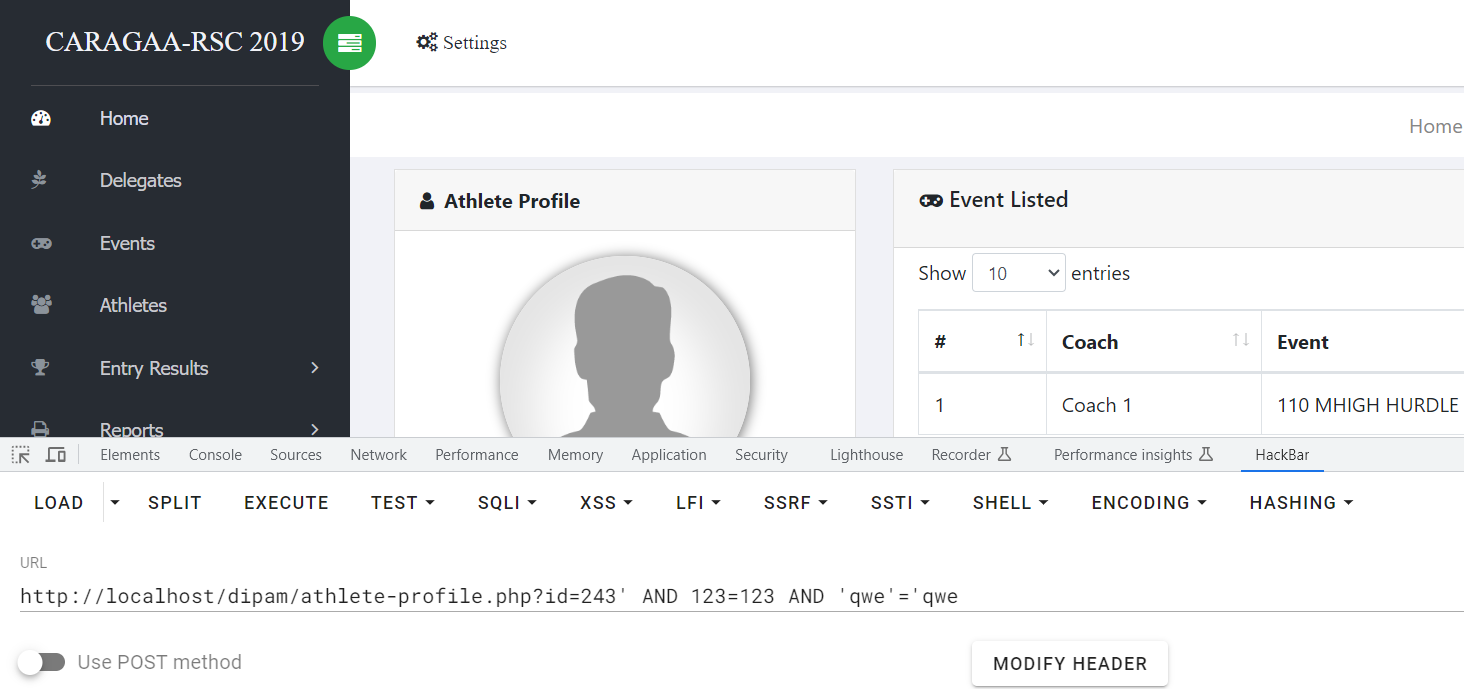 CARAGAA-RSC 2019
Settings
Home
Home
Delegates
Events
Athletes
Entry Results
Reports
Athlete Profile
Event Listed
Show 10 entries
# Coach Event
1 Coach 1 110 MHIGH HURDLE
Elements Console Sources Network Performance Memory Application Security Lighthouse Recorder Performance insights HackBar
LOAD SPLIT EXECUTE TEST SQLI XSS LFI SSRF SSTI SHELL ENCODING HASHING
URL
http://localhost/dipam/athlete-profile.php?id=243' AND 123=123 AND 'qwe'='qwe
Use POST method
MODIFY HEADER